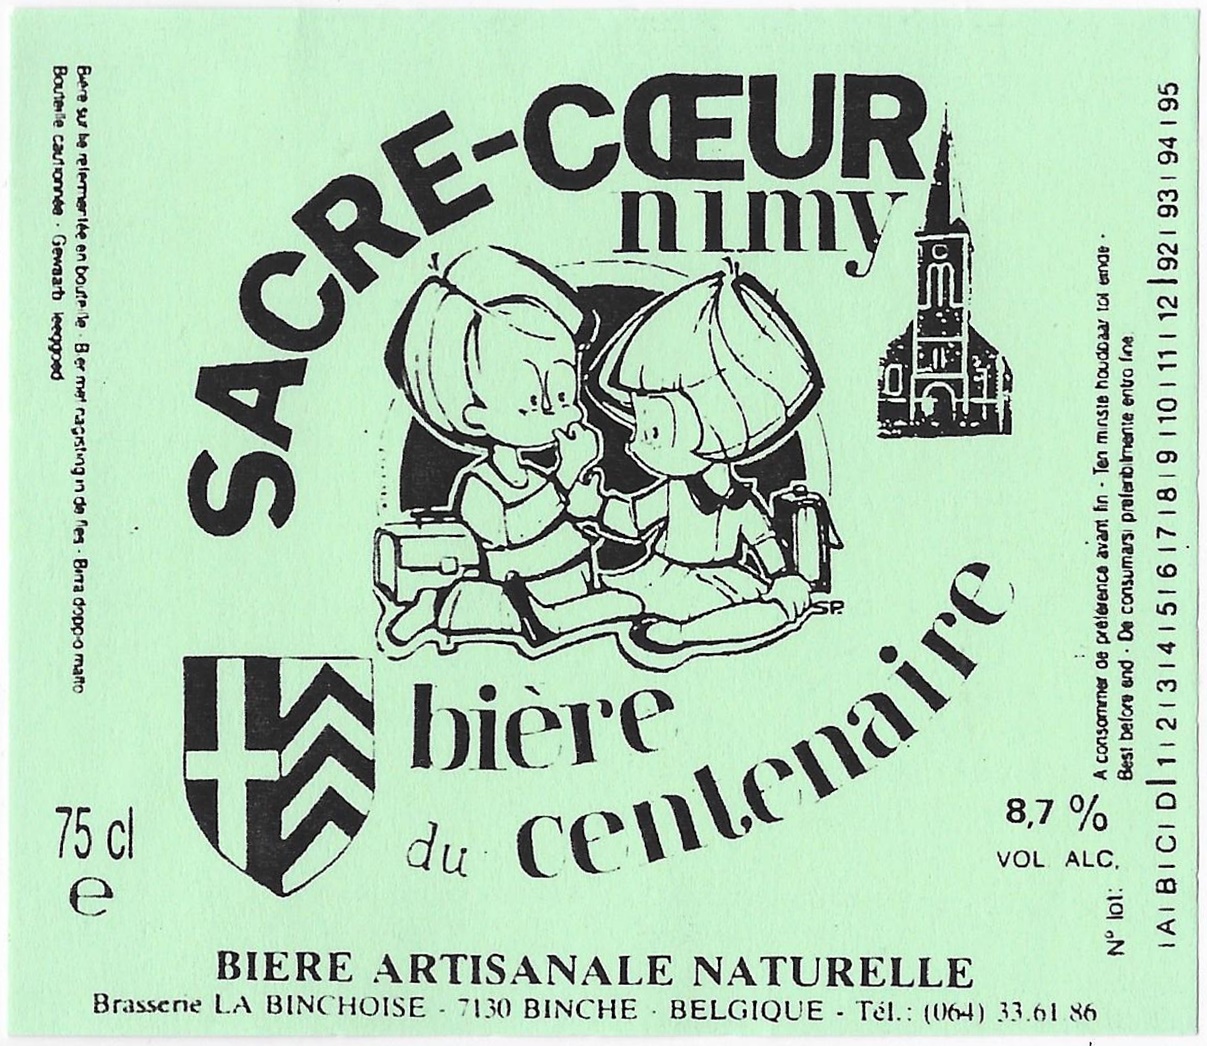 SACRE-CŒUR
nimy
SP.
bière
du centenaire
75 cl
e
8,7 %
VOL ALC.
BIERE ARTISANALE NATURELLE
Brasserie LA BINCHOISE - 7130 BINCHE - BELGIQUE - Tél.: (064) 33.61.86
Bière sur lie refermentée en bouteille - Bier met nagisting in de fles - Birra dopo-o
Bouteille cautionnée - Gewaarb leeggoed
A consommer de préférence avant fin - Ten minste houdbaar tot einde -
Best before end - De consumarsi preferibilmente entro fine
N° lot:
|A|B|C|D|1|2|3|4|5|6|7|8|9|10|11|12|92|93|94|95